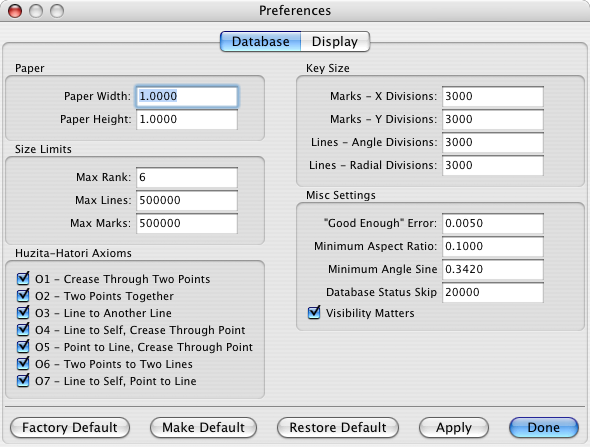 Preferences
Database Display
Paper
Paper Width: 1.0000
Paper Height: 1.0000
Size Limits
Max Rank: 6
Max Lines: 500000
Max Marks: 500000
Huzita-Hatori Axioms
O1 - Crease Through Two Points
O2 - Two Points Together
O3 - Line to Another Line
O4 - Line to Self, Crease Through Point
O5 - Point to Line, Crease Through Point
O6 - Two Points to Two Lines
O7 - Line to Self, Point to Line
Key Size
Marks - X Divisions: 3000
Marks - Y Divisions: 3000
Lines - Angle Divisions: 3000
Lines - Radial Divisions: 3000
Misc Settings
"Good Enough" Error: 0.0050
Minimum Aspect Ratio: 0.1000
Minimum Angle Sine 0.3420
Database Status Skip 20000
Visibility Matters
Factory Default Make Default Restore Default Apply Done